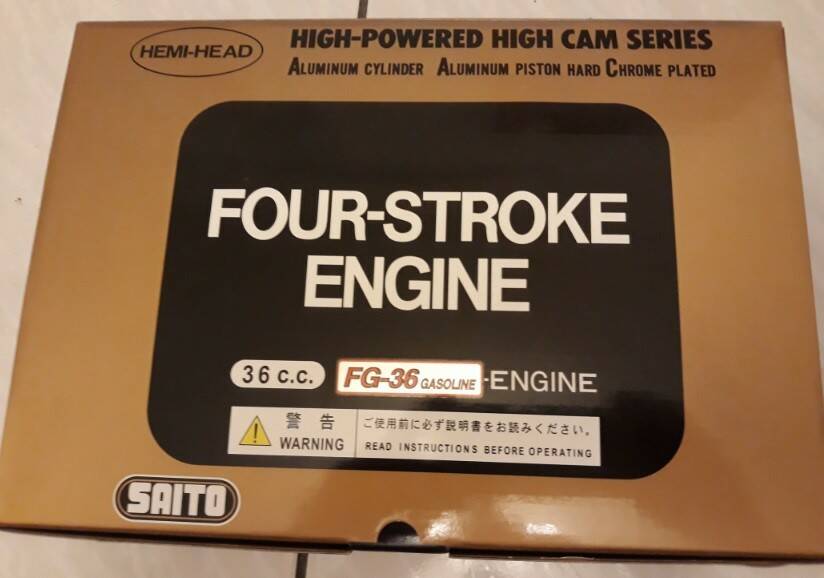 HEMI-HEAD
HIGH-POWERED HIGH CAM SERIES
ALUMINUM CYLINDER ALUMINUM PISTON HARD CHROME PLATED
FOUR-STROKE
ENGINE
36 C.C. FG-36 GASOLINE -ENGINE
警告 ご使用前に必ず説明書をお読みください。
WARNING READ INSTRUCTIONS BEFORE OPERATING
SAITO